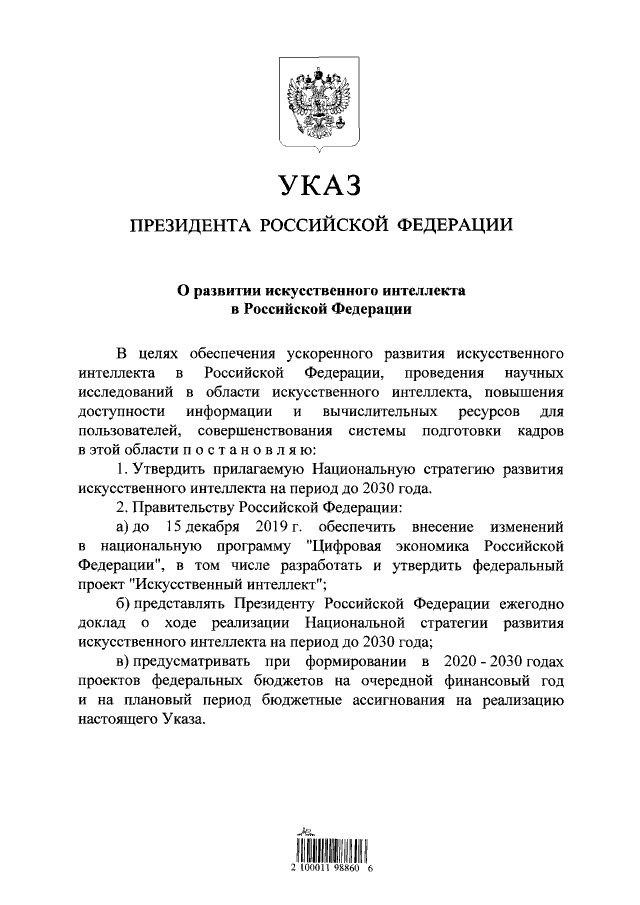 УКАЗ
ПРЕЗИДЕНТА РОССИЙСКОЙ ФЕДЕРАЦИИ
О развитии искусственного интеллекта
в Российской Федерации
В целях обеспечения ускоренного развития искусственного
интеллекта в Российской Федерации, проведения научных
исследований в области искусственного интеллекта, повышения
доступности информации и вычислительных ресурсов для
пользователей, совершенствования системы подготовки кадров
в этой области п о с т а н о в л я ю:
1. Утвердить прилагаемую Национальную стратегию развития
искусственного интеллекта на период до 2030 года.
2. Правительству Российской Федерации:
а) до 15 декабря 2019 г. обеспечить внесение изменений
в национальную программу "Цифровая экономика Российской
Федерации", в том числе разработать и утвердить федеральный
проект "Искусственный интеллект";
б) представлять Президенту Российской Федерации ежегодно
доклад о ходе реализации Национальной стратегии развития
искусственного интеллекта на период до 2030 года;
в) предусматривать при формировании в 2020 - 2030 годах
проектов федеральных бюджетов на очередной финансовый год
и на плановый период бюджетные ассигнования на реализацию
настоящего Указа.
2 100011 98860 6